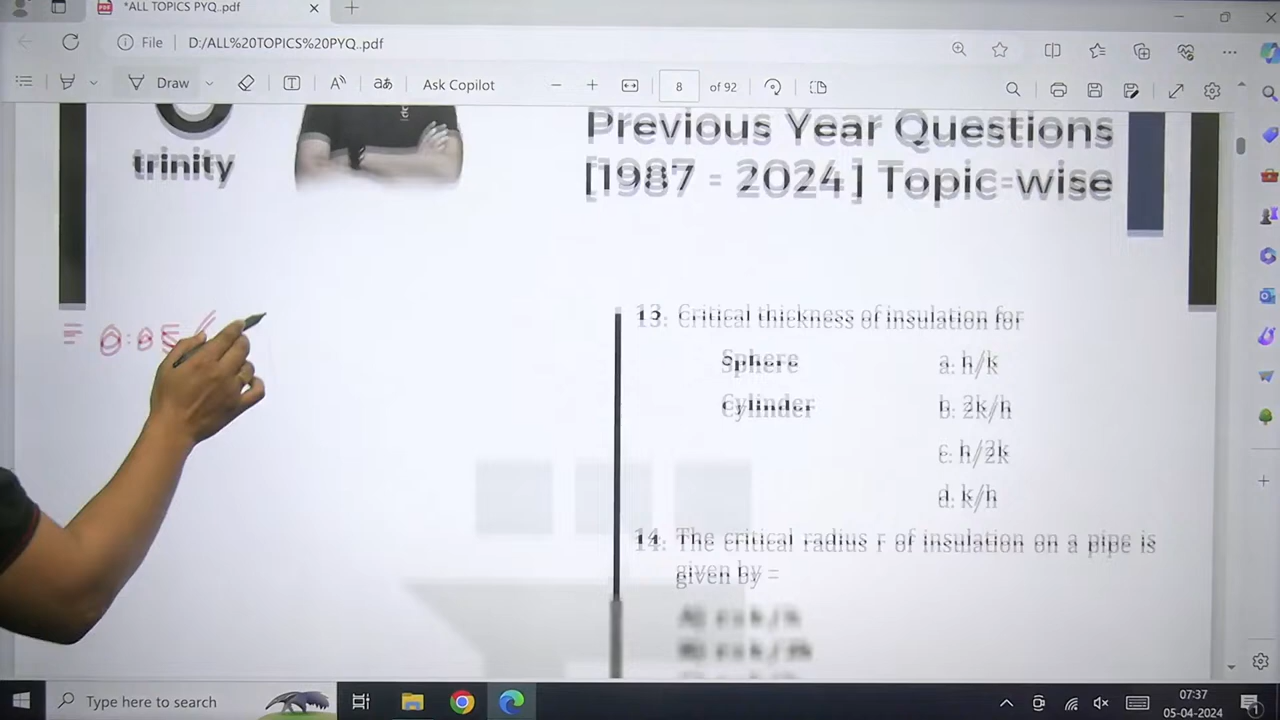 *ALL TOPICS PYQ..pdf
File
D:/ALL%20TOPICS%20PYQ..pdf
Draw
aあ
Ask Copilot
8 of 92
trinity
Previous Year Questions
[1987 - 2024] Topic-wise
= 0.05
13. Critical thickness of insulation for
Sphere a. h/k
Cylinder b. 2k/h
c. h/2k
d. k/h
14. The critical radius r of insulation on a pipe is
given by =
Type here to search
07:37
05-04-2024